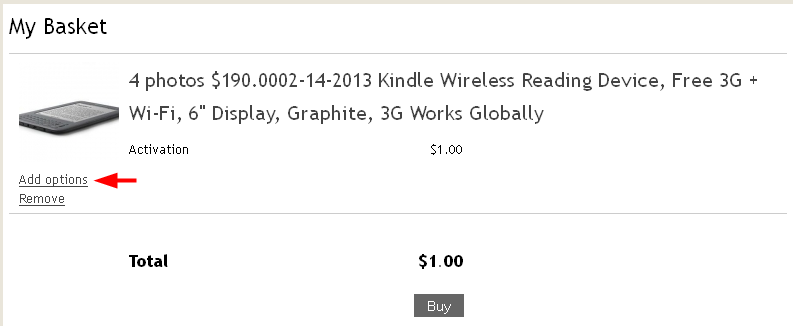 My Basket
4 photos $190.0002-14-2013 Kindle Wireless Reading Device, Free 3G +
Wi-Fi, 6" Display, Graphite, 3G Works Globally
Activation $1.00
Add options
Remove
Total $1.00
Buy